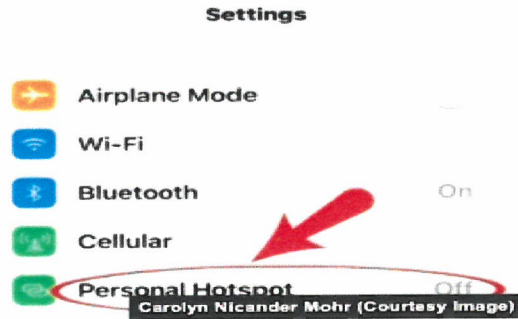 Settings
Airplane Mode
Wi-Fi
Bluetooth On
Cellular
Personal Hotspot Off
Carolyn Nicander Mohr (Courtesy Image)